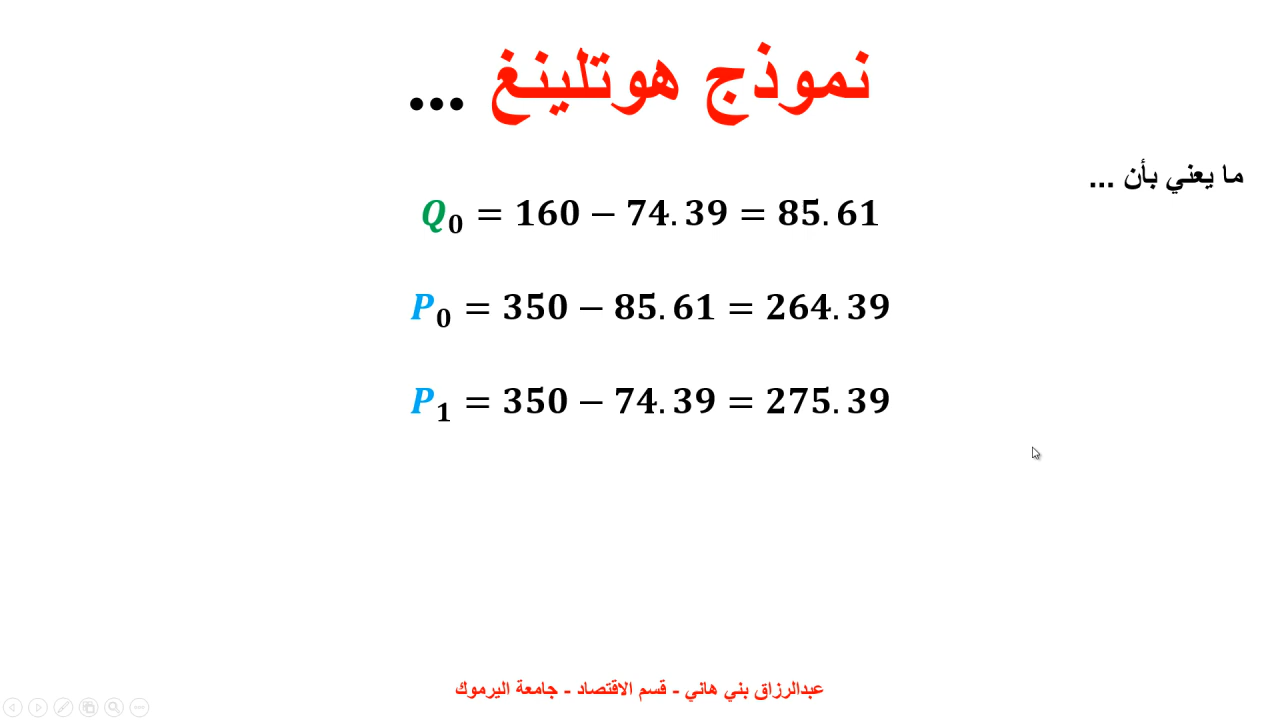 نموذج هوتلينغ ...
ما يعني بأن ...
Q₀ = 160 − 74.39 = 85.61
P₀ = 350 − 85.61 = 264.39
P₁ = 350 − 74.39 = 275.39
عبدالرزاق بني هاني - قسم الاقتصاد - جامعة اليرموك